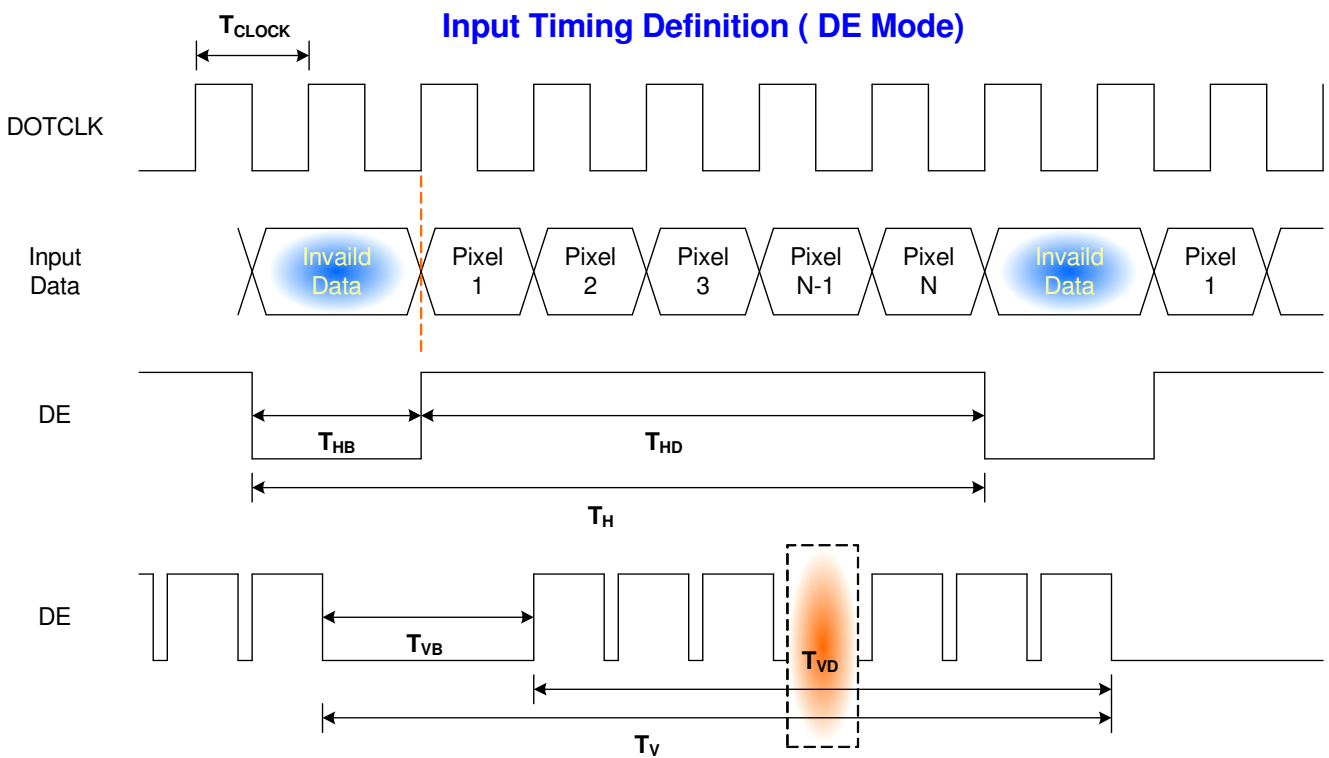 Input Timing Definition ( DE Mode)
TCLOCK
DOTCLK
Input
Data
Invaild
Data
Pixel
1
Pixel
2
Pixel
3
Pixel
N-1
Pixel
N
Invaild
Data
Pixel
1
DE
THB
THD
TH
DE
TVB
TVD
TV